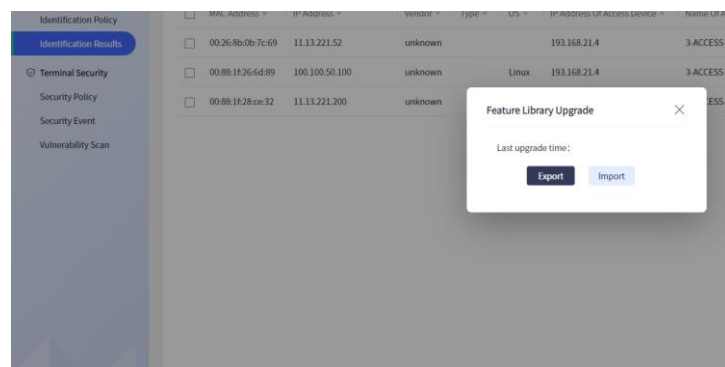 Identification Policy
MAC Address IP Address Vendor Type OS IP Address Of Access Device Name Of A
Identification Results
00:26:8b:0b:7c:69 11.13.221.52 unknown 193.168.21.4 3-ACCESS
Terminal Security
00:88:1f:26:6d:89 100.100.50.100 unknown Linux 193.168.21.4 3-ACCESS
Security Policy
00:88:1f:28:ce:32 11.13.221.200 unknown
Security Event
Vulnerability Scan
Feature Library Upgrade
Last upgrade time:
Export Import